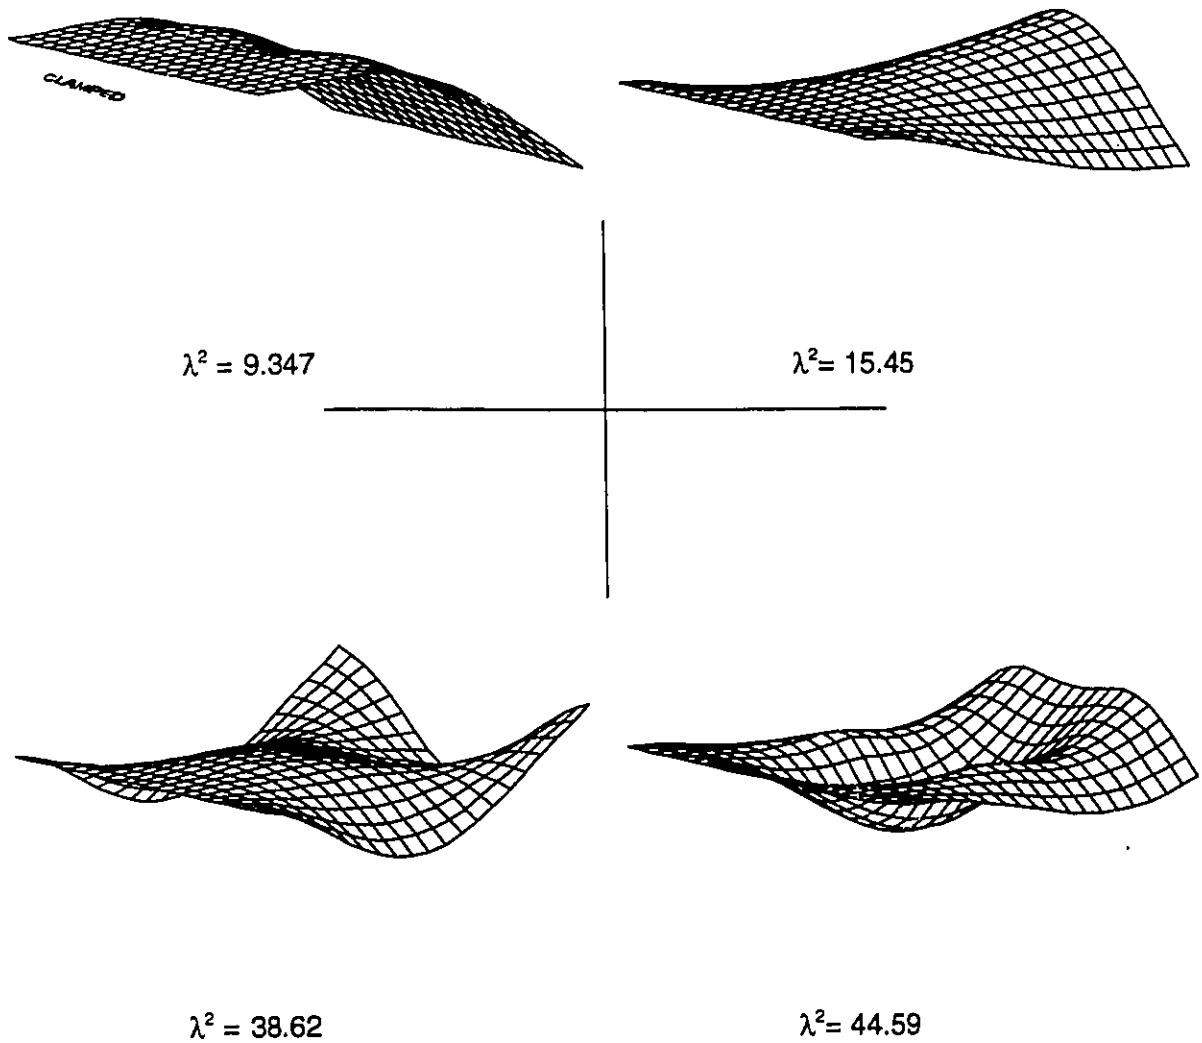 CLAMPED
λ² = 9.347
λ²= 15.45
λ² = 38.62
λ²= 44.59